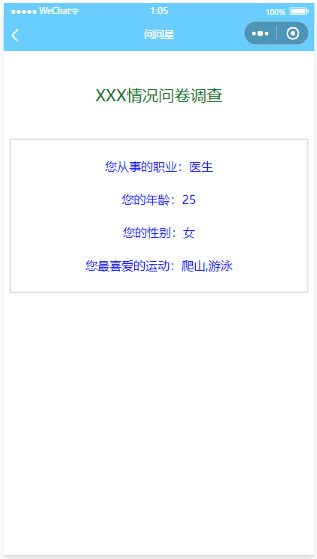 WeChat 1:05 100%
问问星
XXX情况问卷调查
您从事的职业：医生
您的年龄：25
您的性别：女
您最喜爱的运动：爬山,游泳